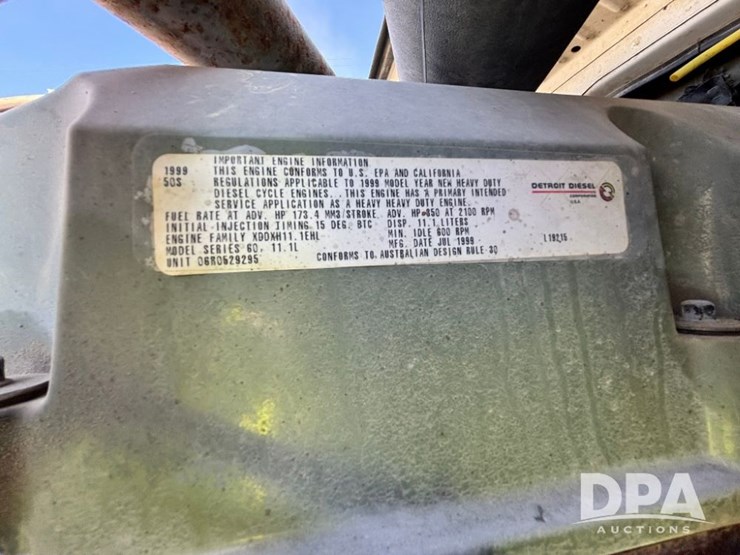 IMPORTANT ENGINE INFORMATION
1999 THIS ENGINE CONFORMS TO U.S. EPA AND CALIFORNIA
50S REGULATIONS APPLICABLE TO 1999 MODEL YEAR NEW HEAVY DUTY
DIESEL CYCLE ENGINES. THIS ENGINE HAS A PRIMARY INTENDED
SERVICE APPLICATION AS A HEAVY HEAVY DUTY ENGINE.
FUEL RATE AT ADV. HP 173.4 MM3/STROKE. ADV. HP 350 AT 2100 RPM
INITIAL INJECTION TIMING 15 DEG. BTC DISP. 11.1 LITERS
ENGINE FAMILY XDDXH11.1EHL MIN. IDLE 600 RPM
MODEL SERIES 60, 11.1L MFG. DATE JUL 1999
UNIT 06R0529295 CONFORMS TO AUSTRALIAN DESIGN RULE 30
DETROIT DIESEL
CORPORATION
USA
DPA
AUCTIONS